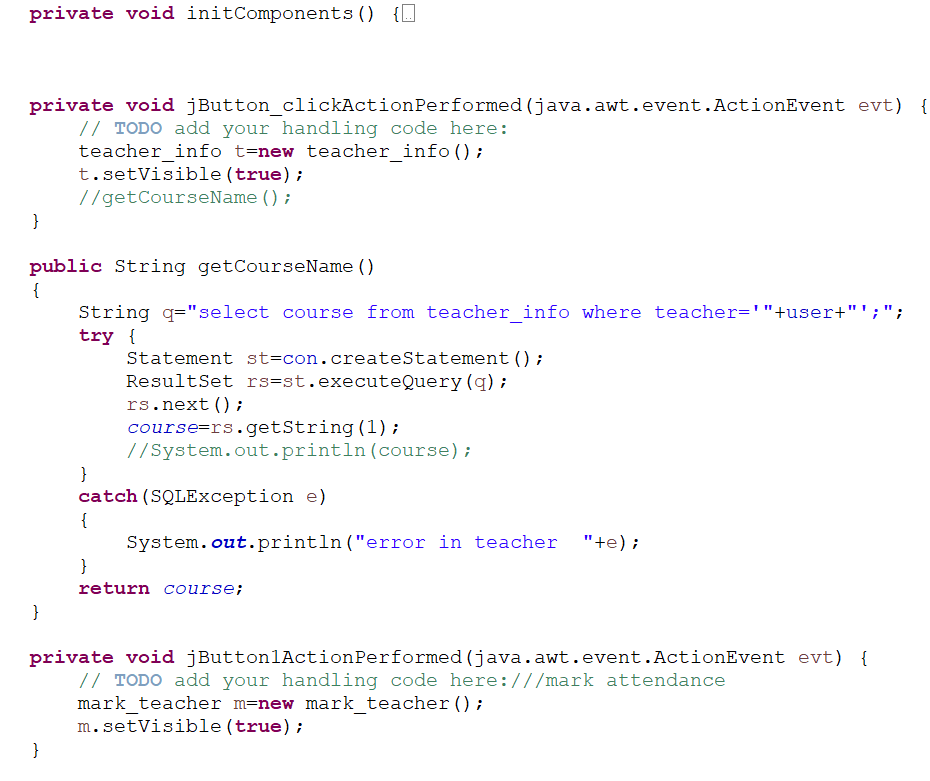 private void initComponents() {..
private void jButton_clickActionPerformed(java.awt.event.ActionEvent evt) {
// TODO add your handling code here:
teacher_info t=new teacher_info();
t.setVisible(true);
//getCourseName();
}
public String getCourseName()
{
String q="select course from teacher_info where teacher='"+user+"';";
try {
Statement st=con.createStatement();
ResultSet rs=st.executeQuery(q);
rs.next();
course=rs.getString(1);
//System.out.println(course);
}
catch(SQLException e)
{
System.out.println("error in teacher  "+e);
}
return course;
}
private void jButton1ActionPerformed(java.awt.event.ActionEvent evt) {
// TODO add your handling code here:///mark attendance
mark_teacher m=new mark_teacher();
m.setVisible(true);
}